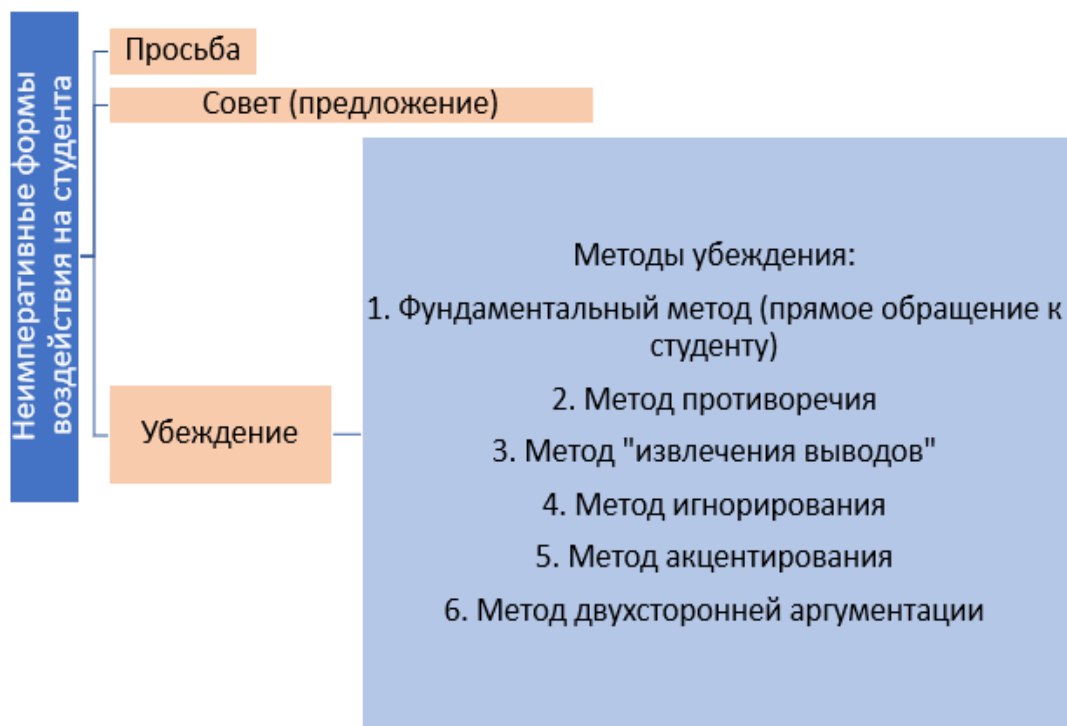 Неимперативные формы
воздействия на студента
Просьба
Совет (предложение)
Убеждение
Методы убеждения:
1. Фундаментальный метод (прямое обращение к
студенту)
2. Метод противоречия
3. Метод "извлечения выводов"
4. Метод игнорирования
5. Метод акцентирования
6. Метод двухсторонней аргументации